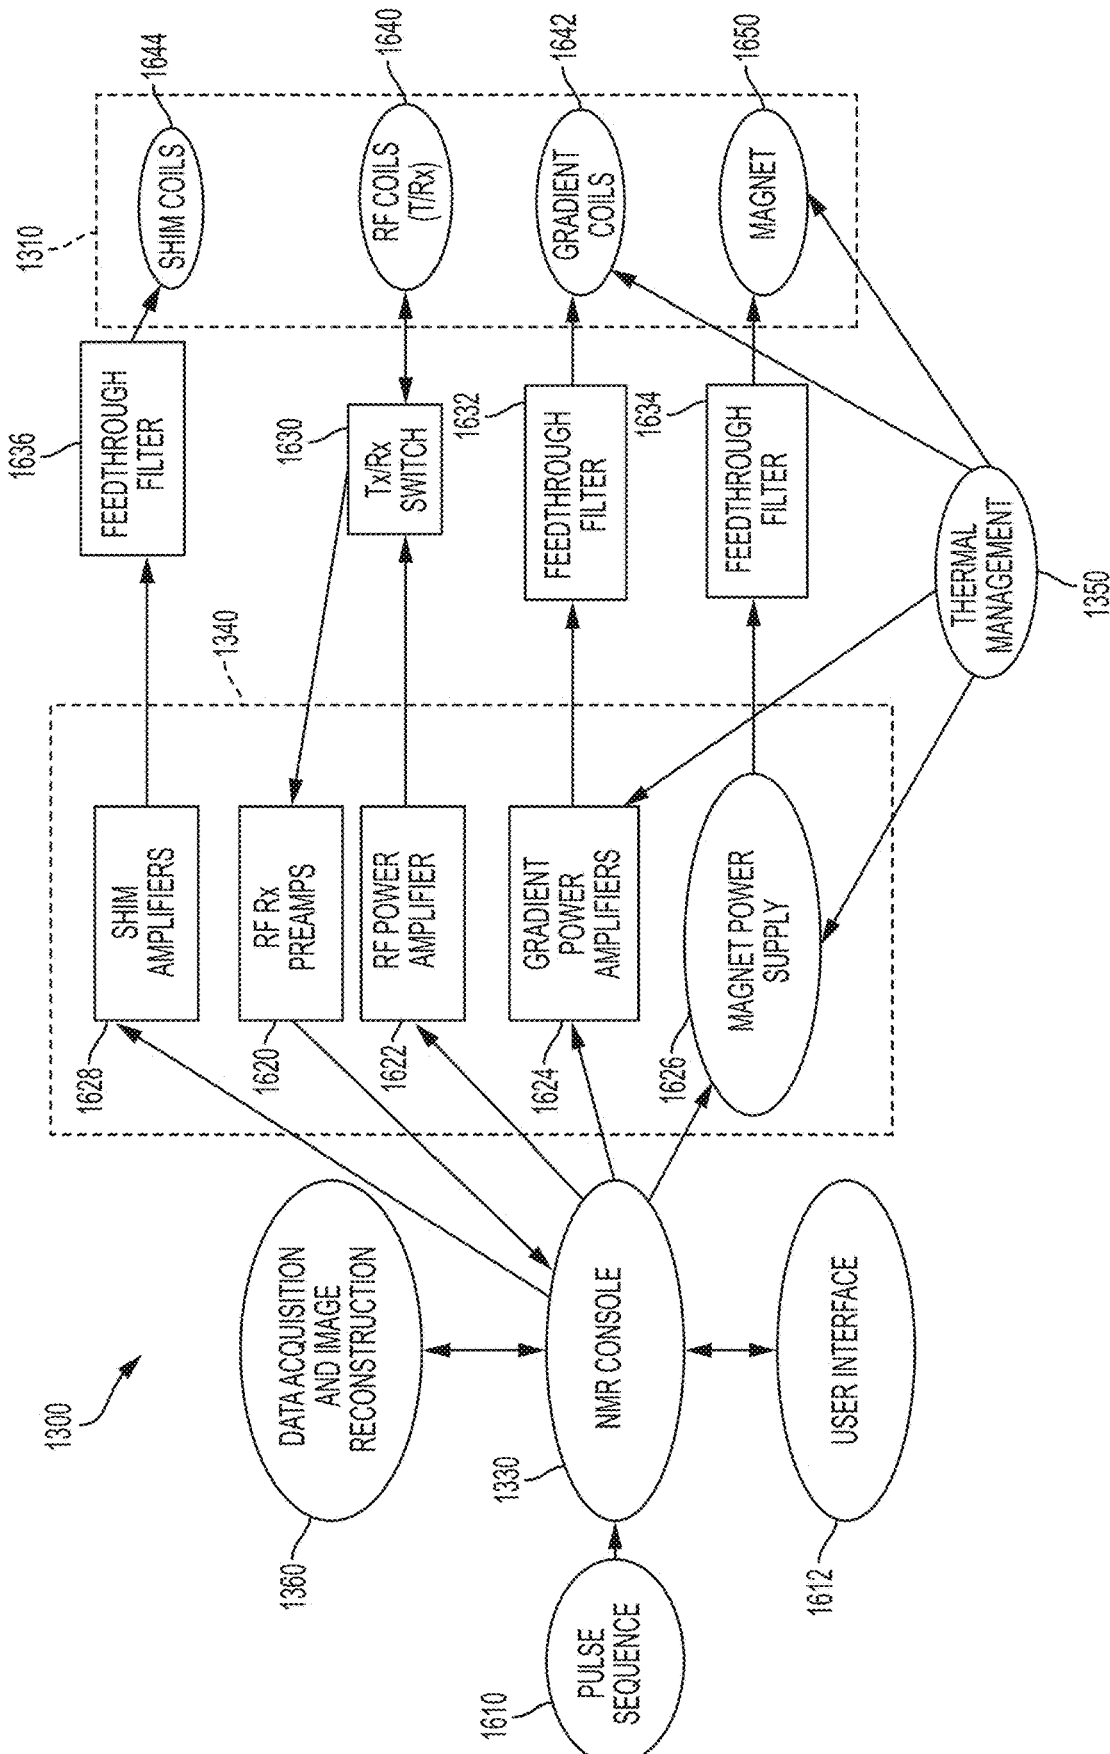 1300
1360
DATA ACQUISITION
AND IMAGE
RECONSTRUCTION
1610
PULSE
SEQUENCE
1330
NMR CONSOLE
1612
USER INTERFACE
1340
1628
SHIM
AMPLIFIERS
1620
RF Rx
PREAMPS
1622
RF POWER
AMPLIFIER
1624
GRADIENT
POWER
AMPLIFIERS
1626
MAGNET POWER
SUPPLY
1636
FEEDTHROUGH
FILTER
1630
Tx/Rx
SWITCH
1632
FEEDTHROUGH
FILTER
1634
FEEDTHROUGH
FILTER
THERMAL
MANAGEMENT
1350
1310
SHIM COILS
1644
RF COILS
(T/Rx)
1640
GRADIENT
COILS
1642
MAGNET
1650